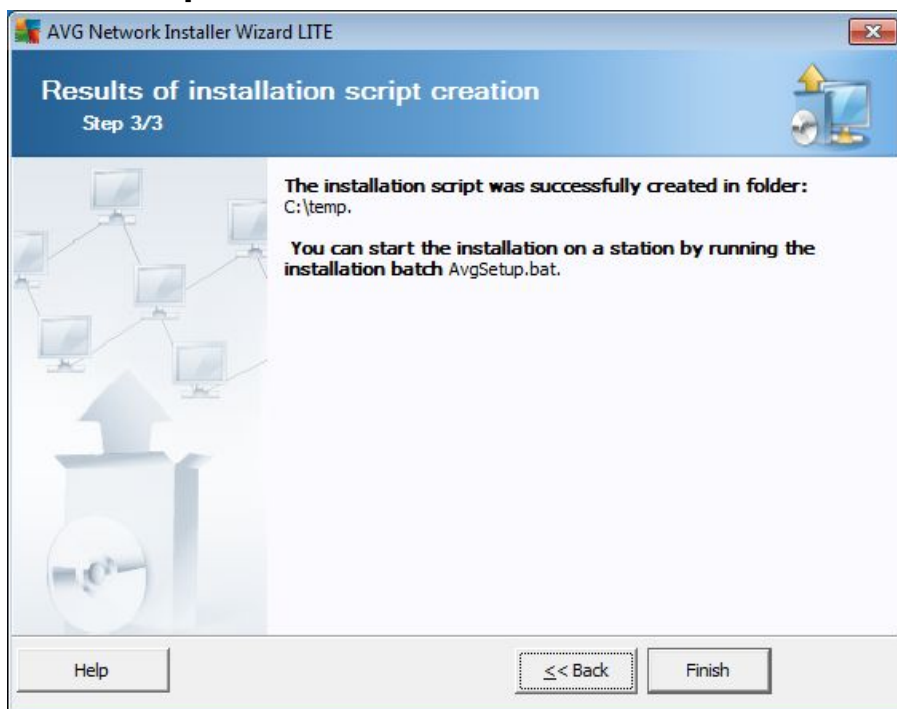 AVG Network Installer Wizard LITE
Results of installation script creation
Step 3/3
The installation script was successfully created in folder:
C:\temp.
You can start the installation on a station by running the
installation batch AvgSetup.bat.
Help
<< Back
Finish